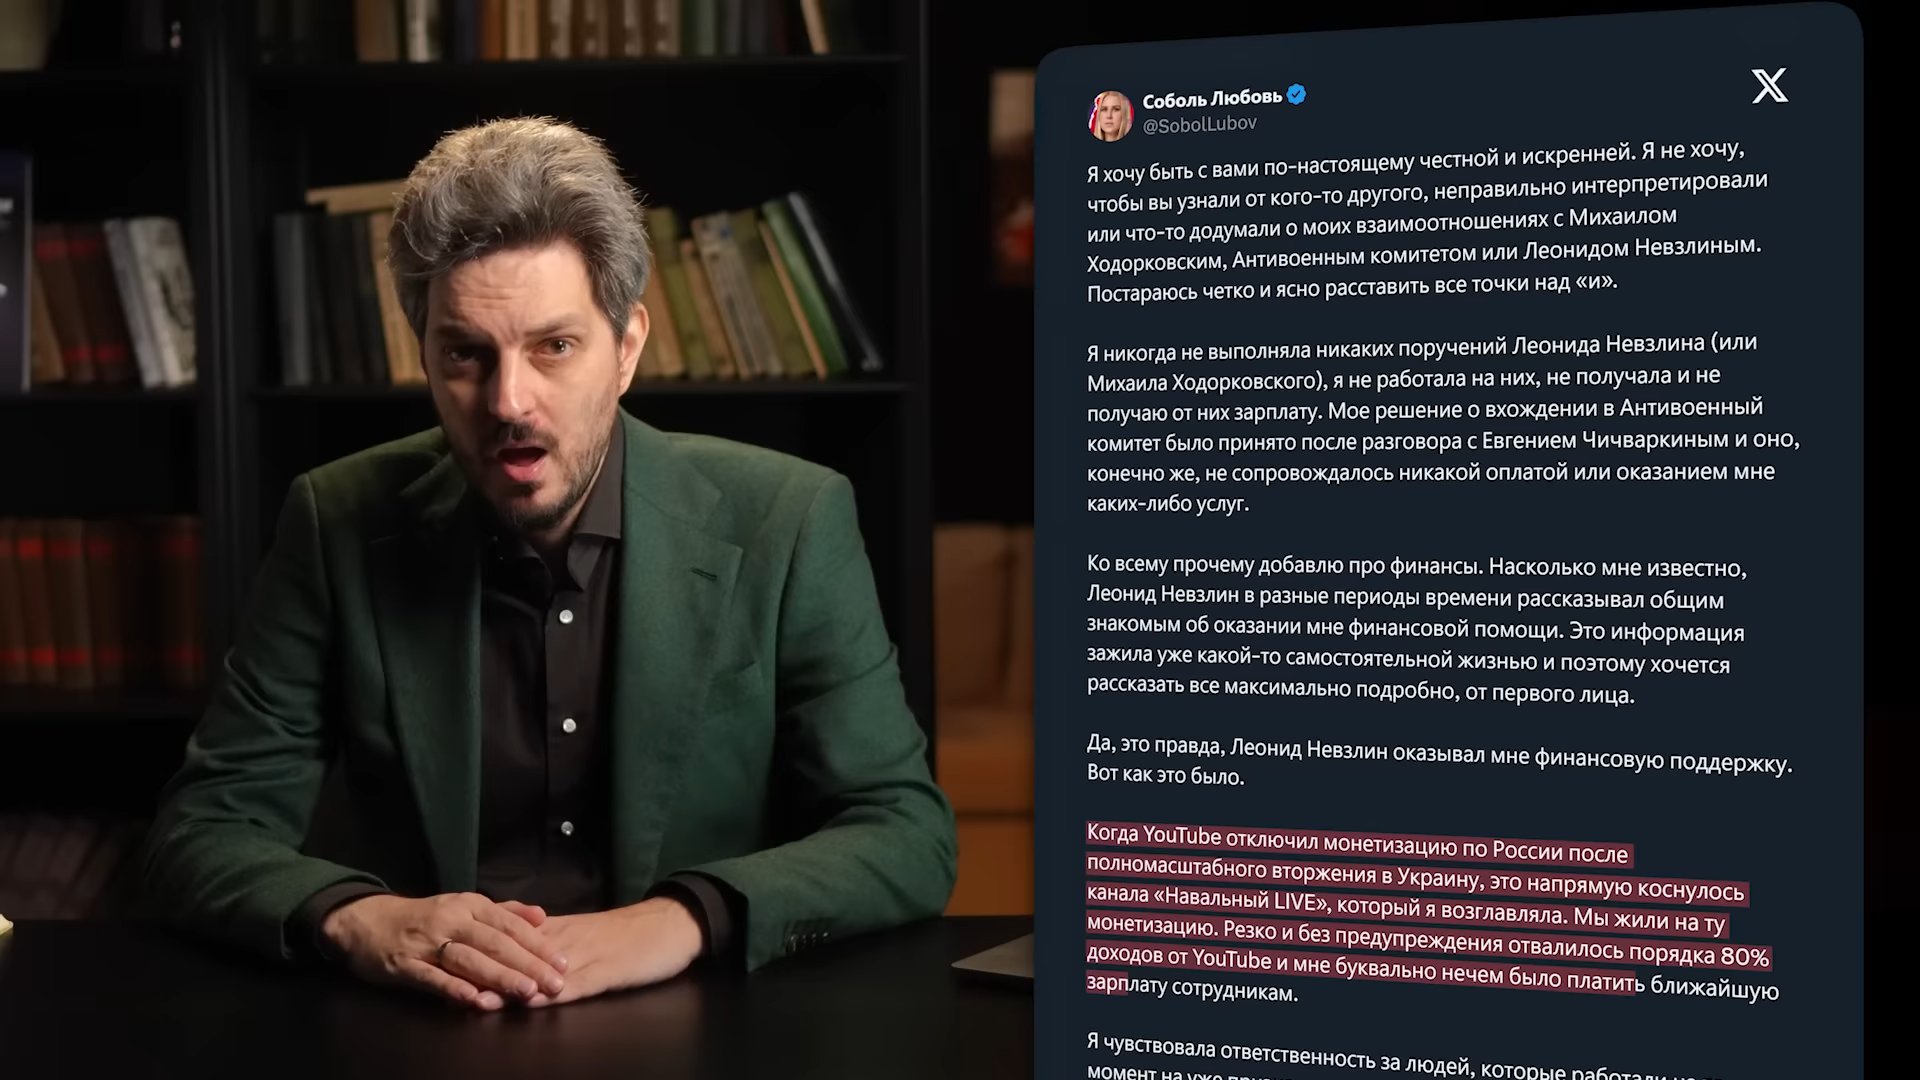 Соболь Любовь
@SobolLubov
Я хочу быть с вами по-настоящему честной и искренней. Я не хочу,
чтобы вы узнали от кого-то другого, неправильно интерпретировали
или что-то додумали о моих взаимоотношениях с Михаилом
Ходорковским, Антивоенным комитетом или Леонидом Невзлиным.
Постараюсь четко и ясно расставить все точки над «и».
Я никогда не выполняла никаких поручений Леонида Невзлина (или
Михаила Ходорковского), я не работала на них, не получала и не
получаю от них зарплату. Мое решение о вхождении в Антивоенный
комитет было принято после разговора с Евгением Чичваркиным и оно,
конечно же, не сопровождалось никакой оплатой или оказанием мне
каких-либо услуг.
Ко всему прочему добавлю про финансы. Насколько мне известно,
Леонид Невзлин в разные периоды времени рассказывал общим
знакомым об оказании мне финансовой помощи. Это информация
зажила уже какой-то самостоятельной жизнью и поэтому хочется
рассказать все максимально подробно, от первого лица.
Да, это правда, Леонид Невзлин оказывал мне финансовую поддержку.
Вот как это было.
Когда YouTube отключил монетизацию по России после
полномасштабного вторжения в Украину, это напрямую коснулось
канала «Навальный LIVE», который я возглавляла. Мы жили на ту
монетизацию. Резко и без предупреждения отвалилось порядка 80%
доходов от YouTube и мне буквально нечем было платить ближайшую
зарплату сотрудникам.
Я чувствовала ответственность за людей, которые работали
момент на уже